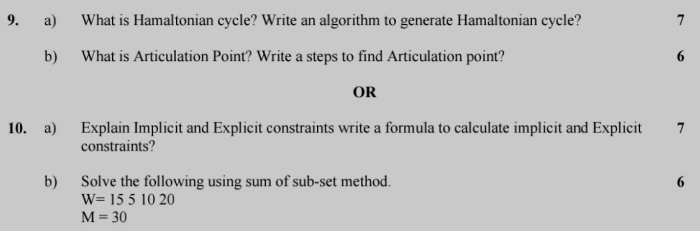 9. a) What is Hamaltonian cycle? Write an algorithm to generate Hamaltonian cycle? 7
b) What is Articulation Point? Write a steps to find Articulation point? 6
OR
10. a) Explain Implicit and Explicit constraints write a formula to calculate implicit and Explicit 7
constraints?
b) Solve the following using sum of sub-set method. 6
W= 15 5 10 20
M = 30